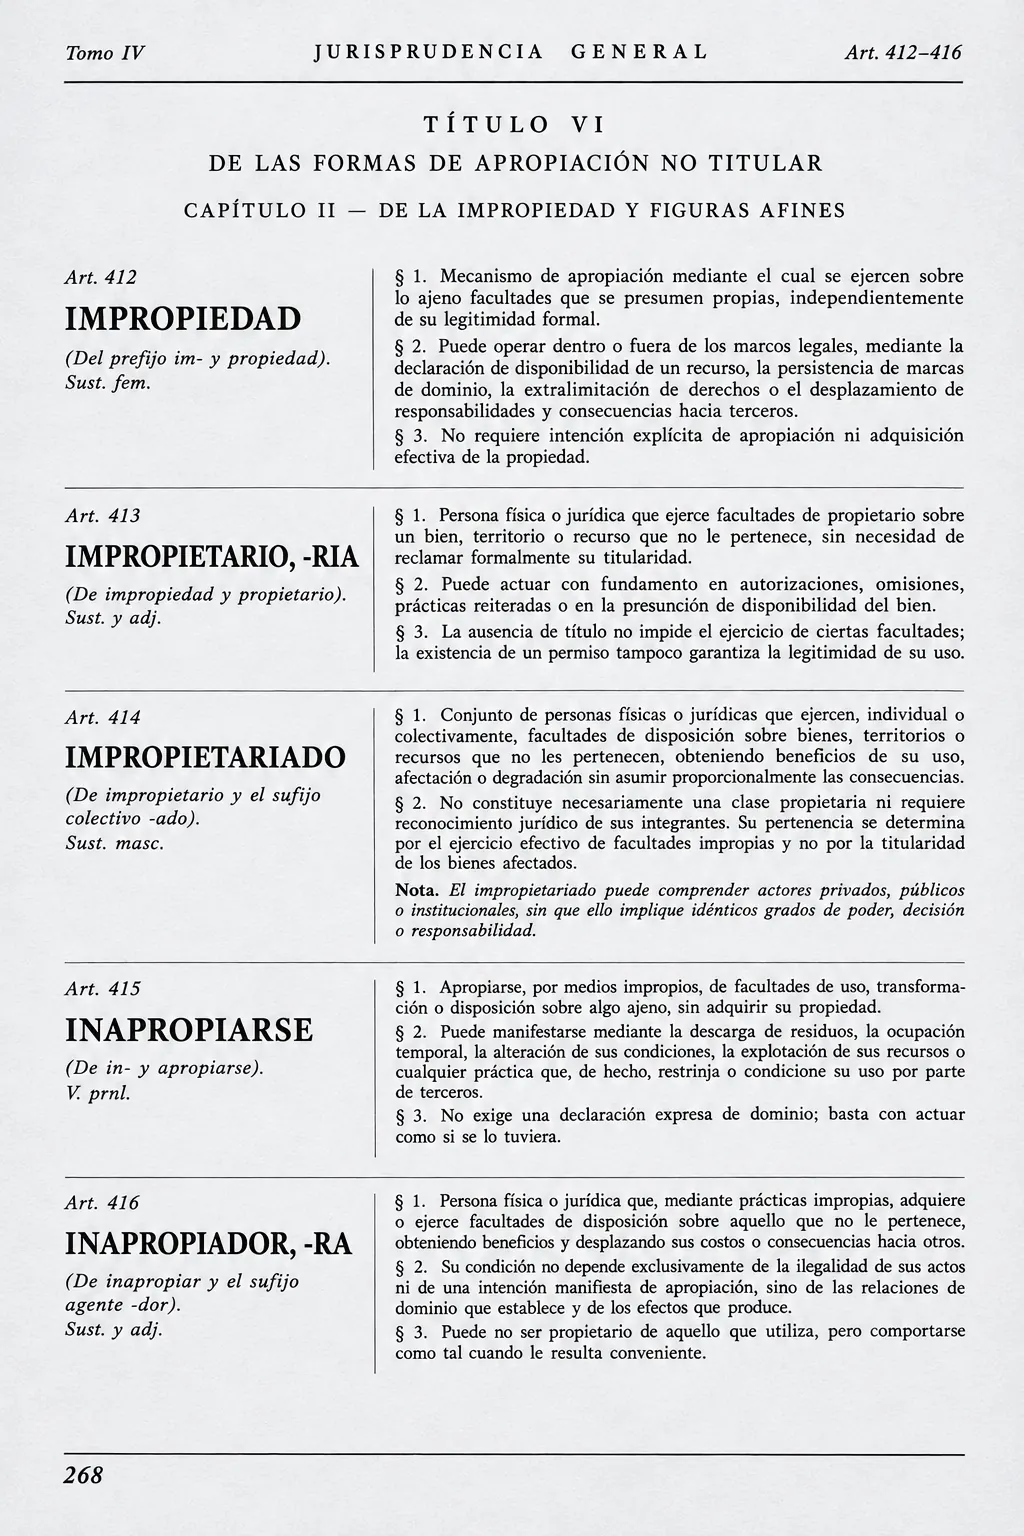 Tomo IV JURISPRUDENCIA GENERAL Art. 412–416
TÍTULO VI
DE LAS FORMAS DE APROPIACIÓN NO TITULAR
CAPÍTULO II — DE LA IMPROPIEDAD Y FIGURAS AFINES
Art. 412
IMPROPIEDAD
(Del prefijo im- y propiedad).
Sust. fem.
§ 1. Mecanismo de apropiación mediante el cual se ejercen sobre
lo ajeno facultades que se presumen propias, independientemente
de su legitimidad formal.
§ 2. Puede operar dentro o fuera de los marcos legales, mediante la
declaración de disponibilidad de un recurso, la persistencia de marcas
de dominio, la extralimitación de derechos o el desplazamiento de
responsabilidades y consecuencias hacia terceros.
§ 3. No requiere intención explícita de apropiación ni adquisición
efectiva de la propiedad.
Art. 413
IMPROPIETARIO, -RIA
(De impropiedad y propietario).
Sust. y adj.
§ 1. Persona física o jurídica que ejerce facultades de propietario sobre
un bien, territorio o recurso que no le pertenece, sin necesidad de
reclamar formalmente su titularidad.
§ 2. Puede actuar con fundamento en autorizaciones, omisiones,
prácticas reiteradas o en la presunción de disponibilidad del bien.
§ 3. La ausencia de título no impide el ejercicio de ciertas facultades;
la existencia de un permiso tampoco garantiza la legitimidad de su uso.
Art. 414
IMPROPIETARIADO
(De impropietario y el sufijo
colectivo -ado).
Sust. masc.
§ 1. Conjunto de personas físicas o jurídicas que ejercen, individual o
colectivamente, facultades de disposición sobre bienes, territorios o
recursos que no les pertenecen, obteniendo beneficios de su uso,
afectación o degradación sin asumir proporcionalmente las consecuencias.
§ 2. No constituye necesariamente una clase propietaria ni requiere
reconocimiento jurídico de sus integrantes. Su pertenencia se determina
por el ejercicio efectivo de facultades impropias y no por la titularidad
de los bienes afectados.
Nota. El impropietariado puede comprender actores privados, públicos
o institucionales, sin que ello implique idénticos grados de poder, decisión
o responsabilidad.
Art. 415
INAPROPIARSE
(De in- y apropiarse).
V. prnl.
§ 1. Apropiarse, por medios impropios, de facultades de uso, transforma-
ción o disposición sobre algo ajeno, sin adquirir su propiedad.
§ 2. Puede manifestarse mediante la descarga de residuos, la ocupación
temporal, la alteración de sus condiciones, la explotación de sus recursos o
cualquier práctica que, de hecho, restrinja o condicione su uso por parte
de terceros.
§ 3. No exige una declaración expresa de dominio; basta con actuar
como si se lo tuviera.
Art. 416
INAPROPIADOR, -RA
(De inapropiar y el sufijo
agente -dor).
Sust. y adj.
§ 1. Persona física o jurídica que, mediante prácticas impropias, adquiere
o ejerce facultades de disposición sobre aquello que no le pertenece,
obteniendo beneficios y desplazando sus costos o consecuencias hacia otros.
§ 2. Su condición no depende exclusivamente de la ilegalidad de sus actos
ni de una intención manifiesta de apropiación, sino de las relaciones de
dominio que establece y de los efectos que produce.
§ 3. Puede no ser propietario de aquello que utiliza, pero comportarse
como tal cuando le resulta conveniente.
268